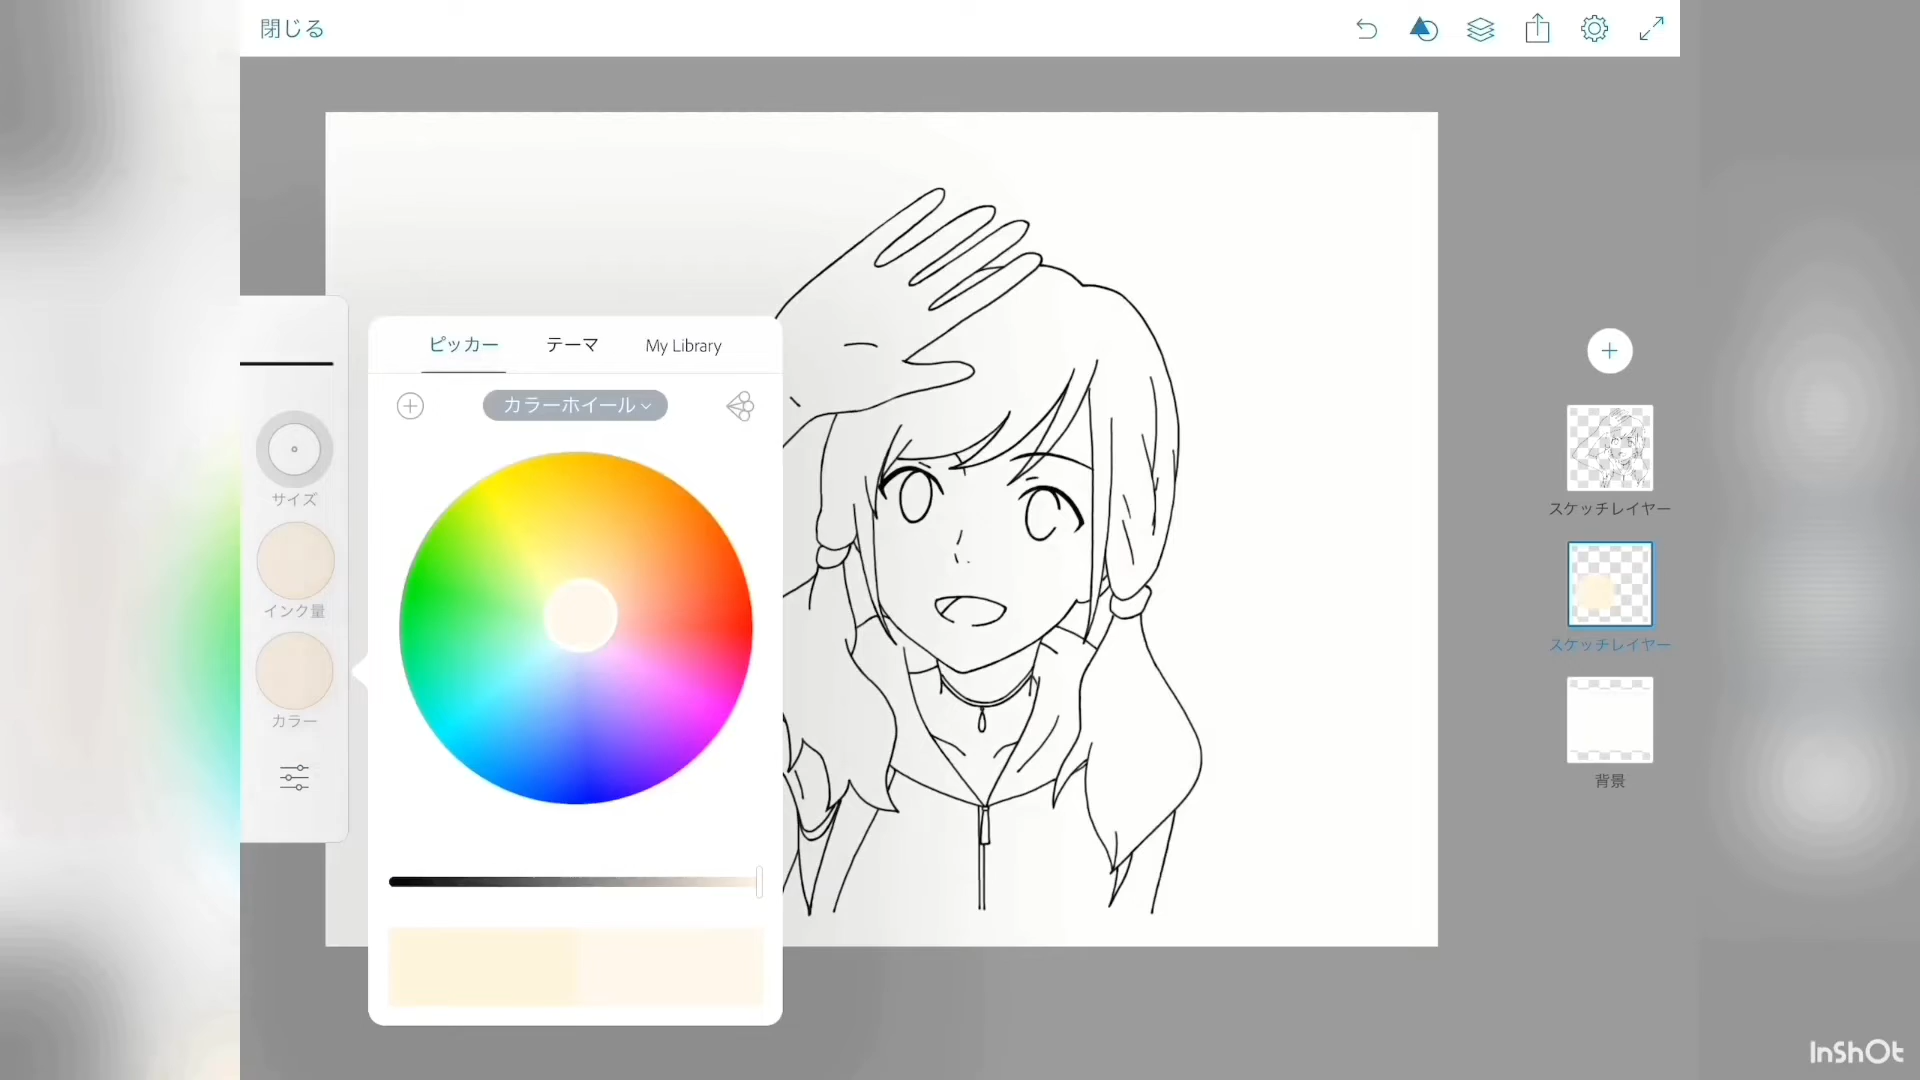 閉じる
ピッカー テーマ My Library
カラーホイール
サイズ
インク量
カラー
スケッチレイヤー
スケッチレイヤー
背景
InShOt